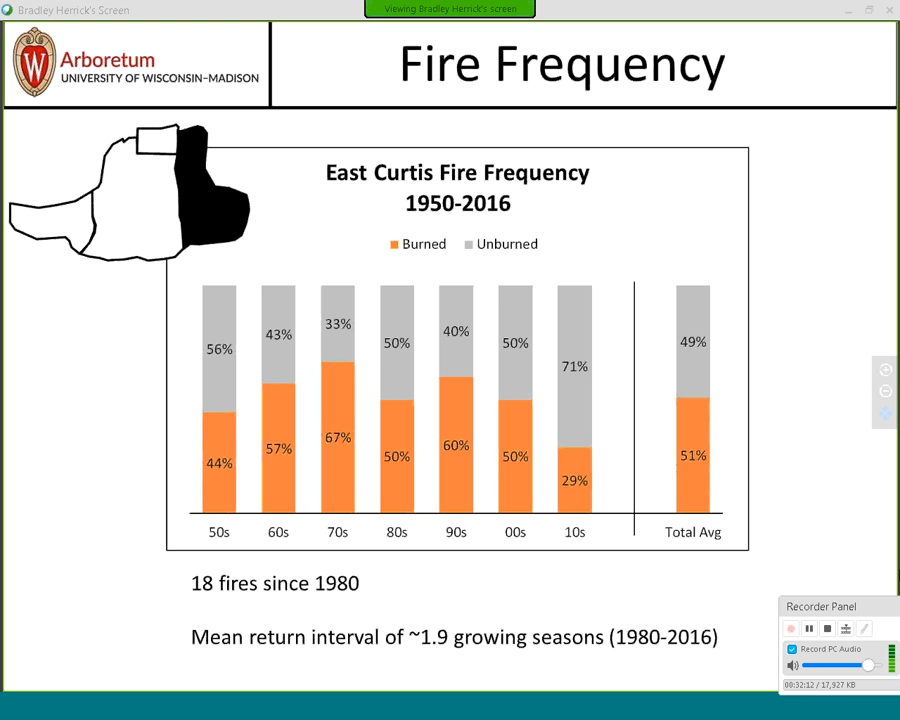 Bradley Herrick's Screen
Viewing Bradley Herrick's screen
W
Arboretum
UNIVERSITY OF WISCONSIN–MADISON
Fire Frequency
East Curtis Fire Frequency
1950-2016
Burned Unburned
56% 43% 33% 50% 40% 50% 71% 49%
44% 57% 67% 50% 60% 50% 29% 51%
50s 60s 70s 80s 90s 00s 10s Total Avg
18 fires since 1980
Mean return interval of ~1.9 growing seasons (1980-2016)
Recorder Panel
Record PC Audio
00:32:12 / 17,927 KB